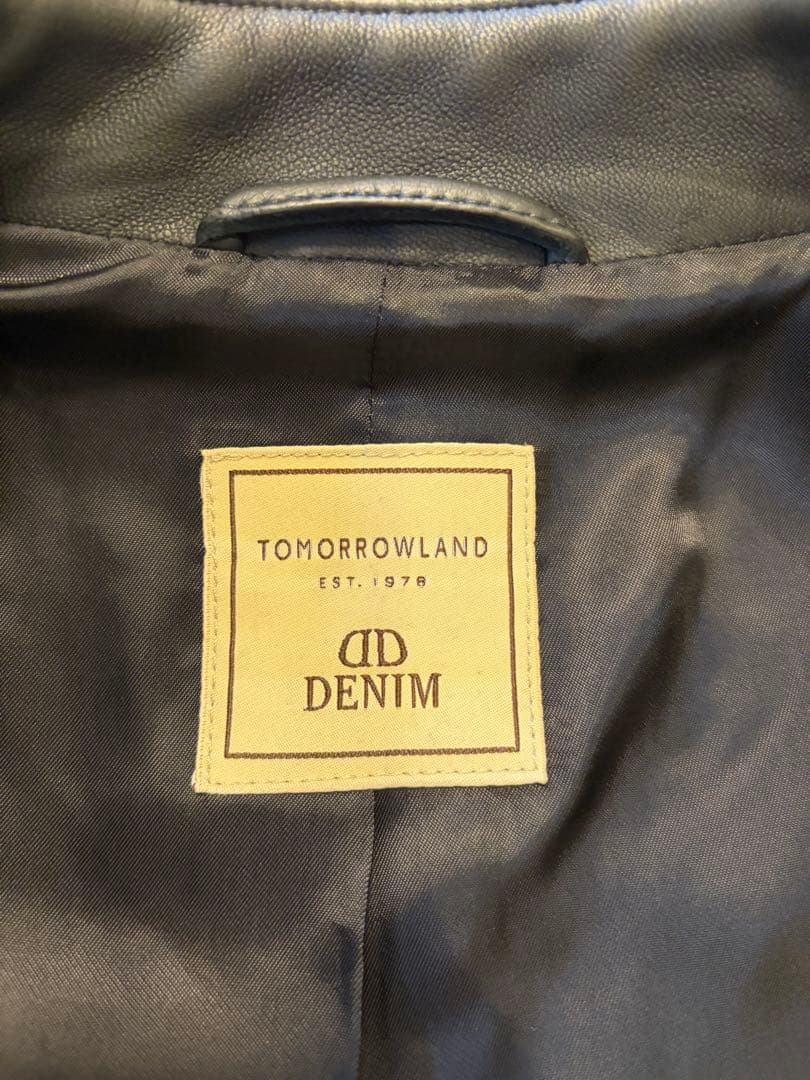 TOMORROWLAND
EST. 1978
DD
DENIM